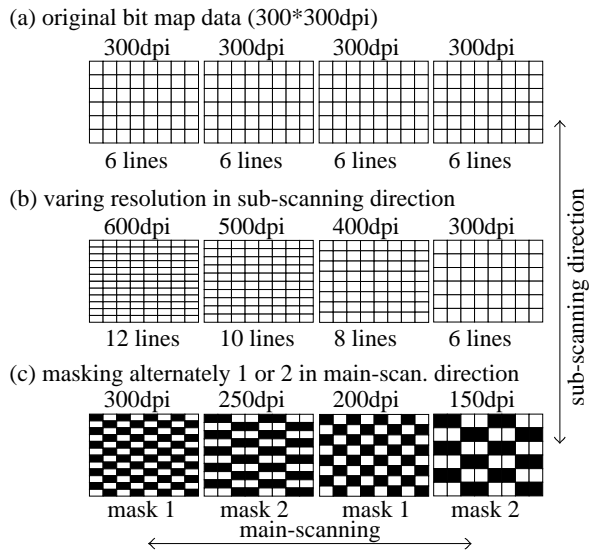 (a) original bit map data (300*300dpi)
300dpi 300dpi 300dpi 300dpi
6 lines 6 lines 6 lines 6 lines
(b) varing resolution in sub-scanning direction
600dpi 500dpi 400dpi 300dpi
12 lines 10 lines 8 lines 6 lines
(c) masking alternately 1 or 2 in main-scan. direction
300dpi 250dpi 200dpi 150dpi
mask 1 mask 2 mask 1 mask 2
main-scanning
sub-scanning direction